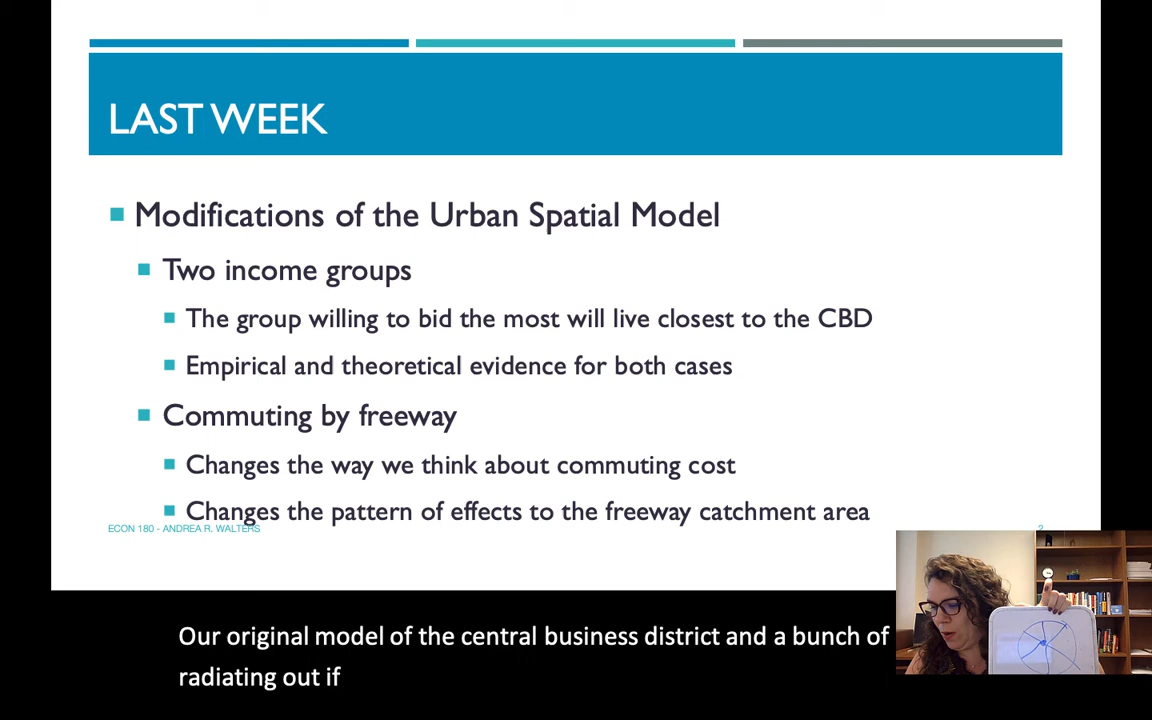 LAST WEEK
Modifications of the Urban Spatial Model
Two income groups
The group willing to bid the most will live closest to the CBD
Empirical and theoretical evidence for both cases
Commuting by freeway
Changes the way we think about commuting cost
Changes the pattern of effects to the freeway catchment area
ECON 180 - ANDREA R. WALTERS
2
Our original model of the central business district and a bunch of
radiating out if